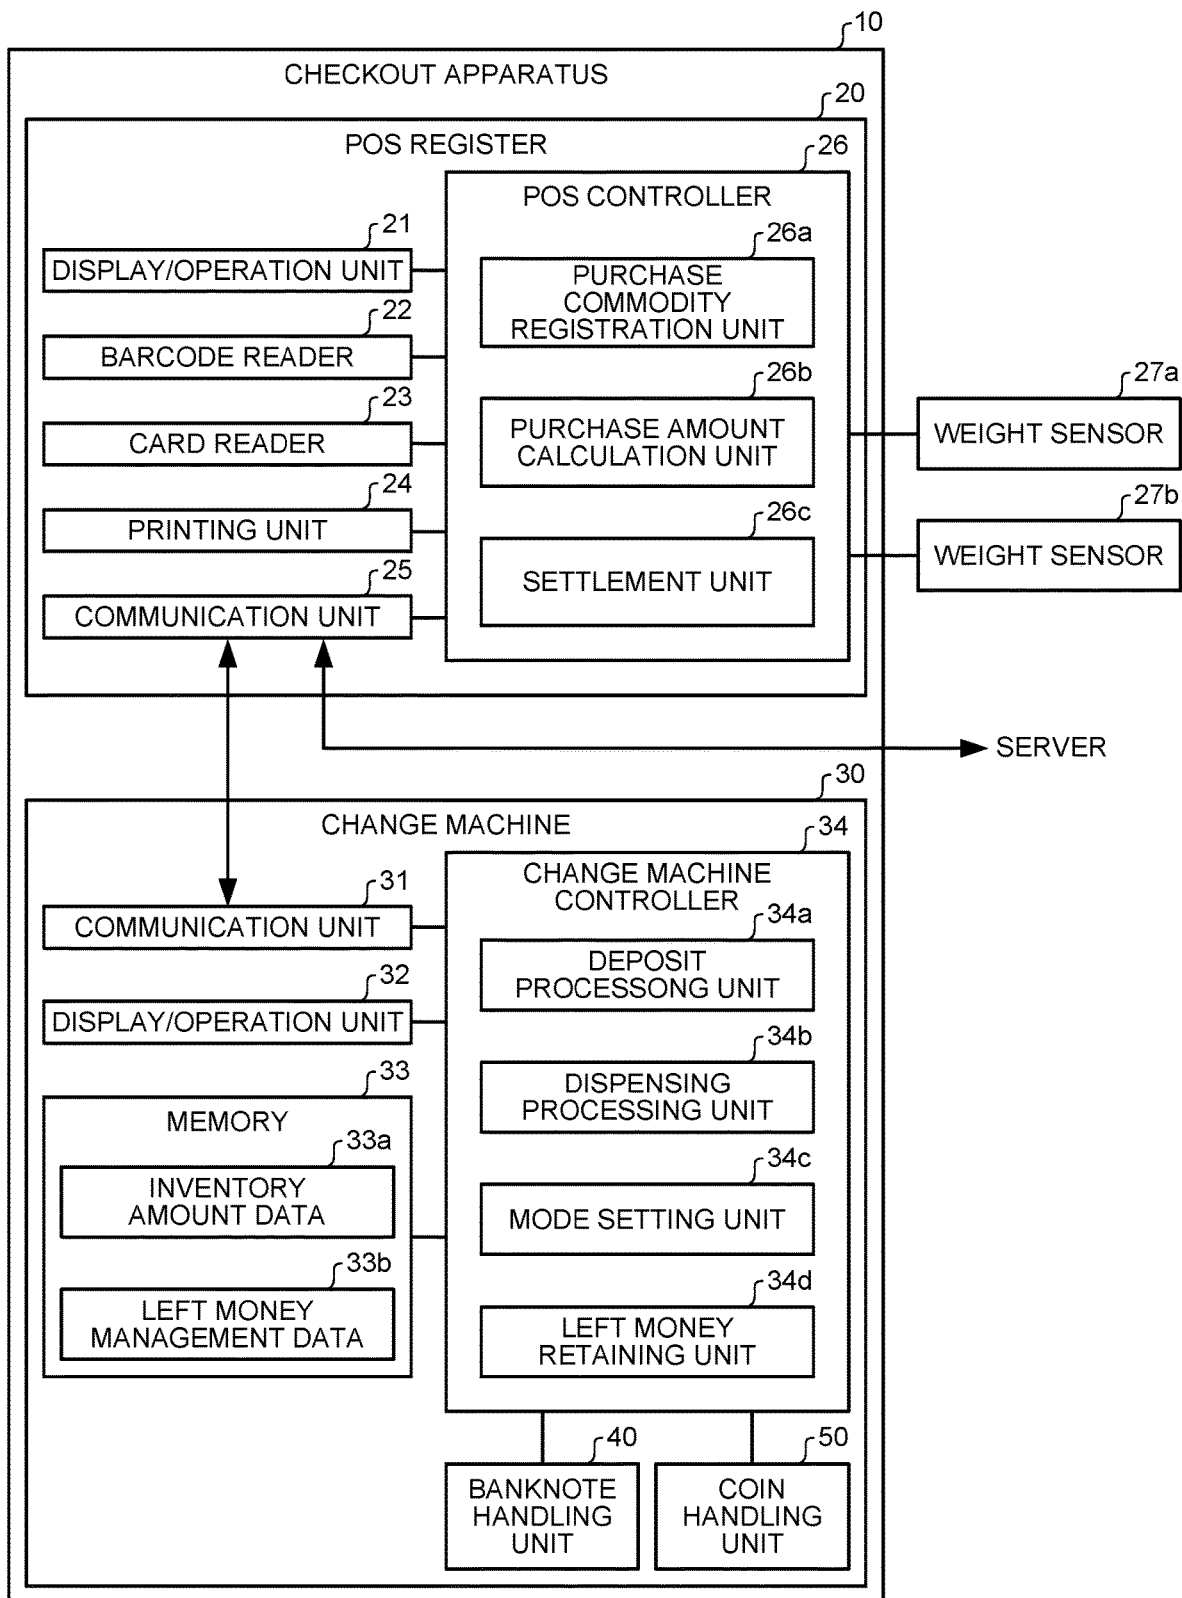 10
CHECKOUT APPARATUS
20
POS REGISTER
26
POS CONTROLLER
21
DISPLAY/OPERATION UNIT
22
BARCODE READER
23
CARD READER
24
PRINTING UNIT
25
COMMUNICATION UNIT
26a
PURCHASE
COMMODITY
REGISTRATION UNIT
26b
PURCHASE AMOUNT
CALCULATION UNIT
26c
SETTLEMENT UNIT
27a
WEIGHT SENSOR
27b
WEIGHT SENSOR
SERVER
30
CHANGE MACHINE
34
CHANGE MACHINE
CONTROLLER
31
COMMUNICATION UNIT
32
DISPLAY/OPERATION UNIT
33
MEMORY
33a
INVENTORY
AMOUNT DATA
33b
LEFT MONEY
MANAGEMENT DATA
34a
DEPOSIT
PROCESSONG UNIT
34b
DISPENSING
PROCESSING UNIT
34c
MODE SETTING UNIT
34d
LEFT MONEY
RETAINING UNIT
40
BANKNOTE
HANDLING
UNIT
50
COIN
HANDLING
UNIT